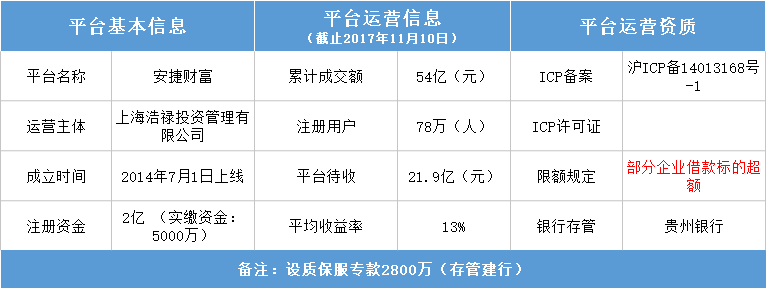 平台基本信息
平台运营信息
（截止2017年11月10日）
平台运营资质
平台名称
安捷财富
累计成交额
54亿（元）
ICP备案
沪ICP备14013168号
-1
运营主体
上海浩禄投资管理有
限公司
注册用户
78万（人）
ICP许可证
成立时间
2014年7月1日上线
平台待收
21.9亿（元）
限额规定
部分企业借款标的超
额
注册资金
2亿 （实缴资金：
5000万）
平均收益率
13%
银行存管
贵州银行
备注：设质保服专款2800万（存管建行）